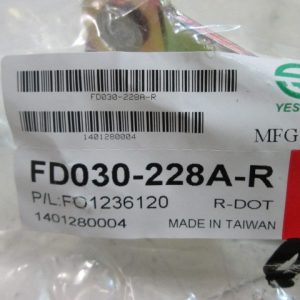 FD030-228A-R
1401280004
YES
MFG
FD030-228A-R
P/L:FO1236120 R-DOT
1401280004 MADE IN TAIWAN